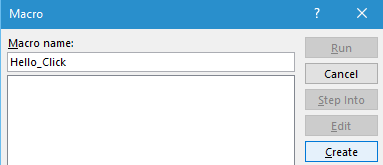 Macro
?
Macro name:
Hello_Click
Run
Cancel
Step Into
Edit
Create